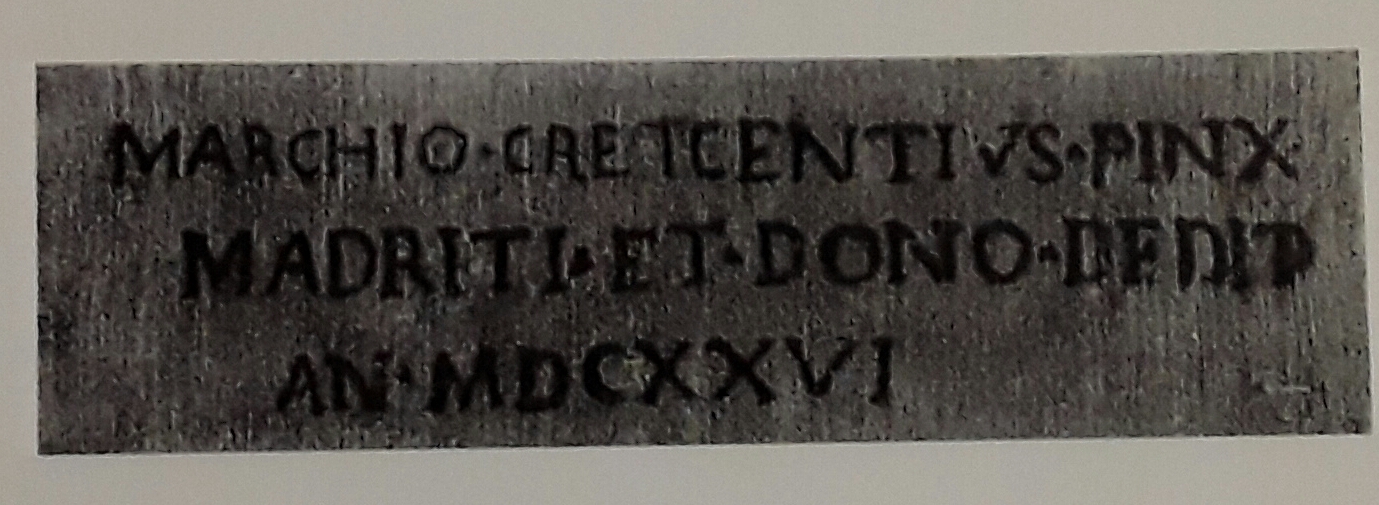 MARCHIO·CRETCENTIVS·PINX
MADRITI·ET·DONO·DEDIT
AN·MDCXXVI